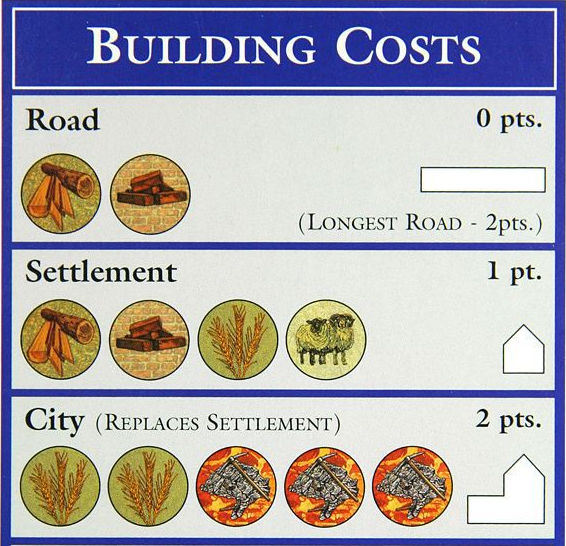 BUILDING COSTS
Road 0 pts.
(LONGEST ROAD - 2pts.)
Settlement 1 pt.
City (REPLACES SETTLEMENT) 2 pts.